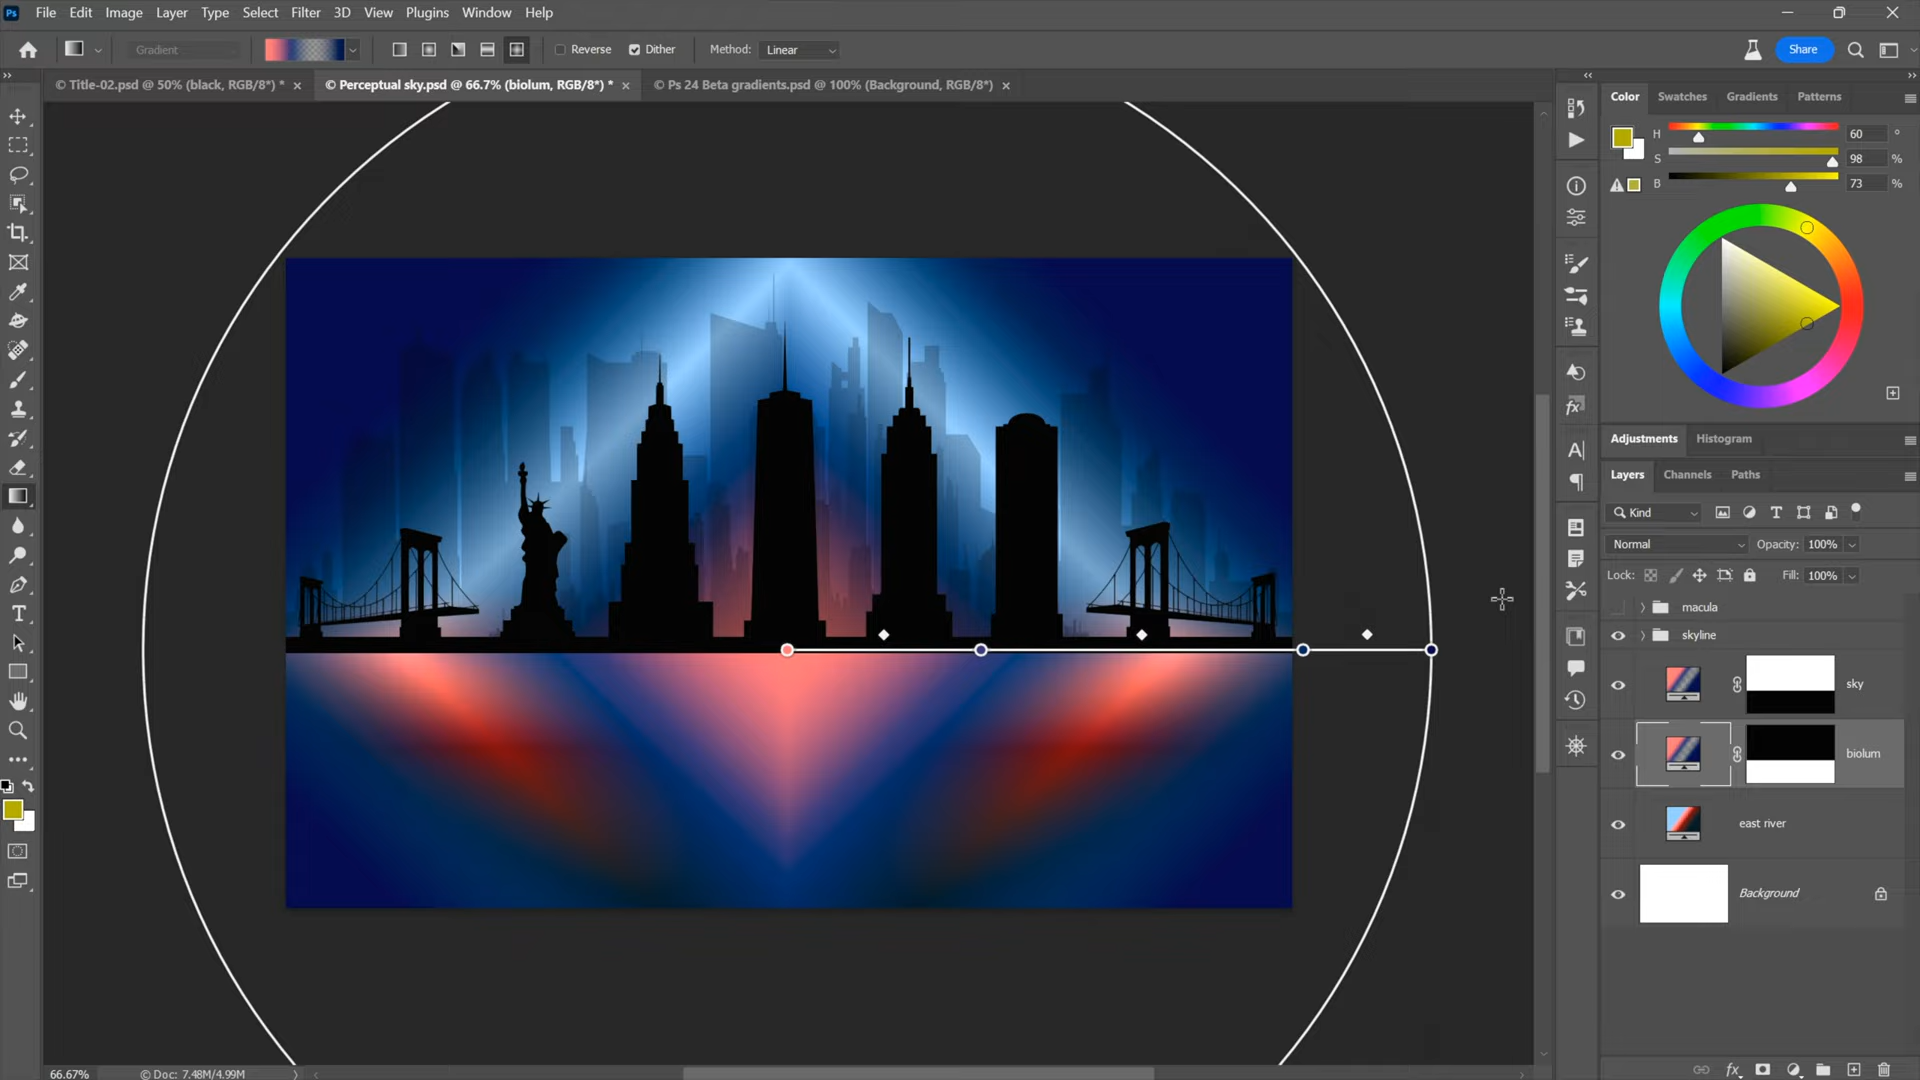 Ps File Edit Image Layer Type Select Filter 3D View Plugins Window Help
Gradient Reverse Dither Method: Linear Share
© Title-02.psd @ 50% (black, RGB/8*) * × © Perceptual sky.psd @ 66.7% (biolum, RGB/8*) * × © Ps 24 Beta gradients.psd @ 100% (Background, RGB/8*) ×
Color Swatches Gradients Patterns
H 60 °
S 98 %
B 73 %
Adjustments Histogram
Layers Channels Paths
Kind
Normal Opacity: 100%
Lock: Fill: 100%
macula
skyline
sky
biolum
east river
Background
66.67% © Doc: 7.48M/4.99M